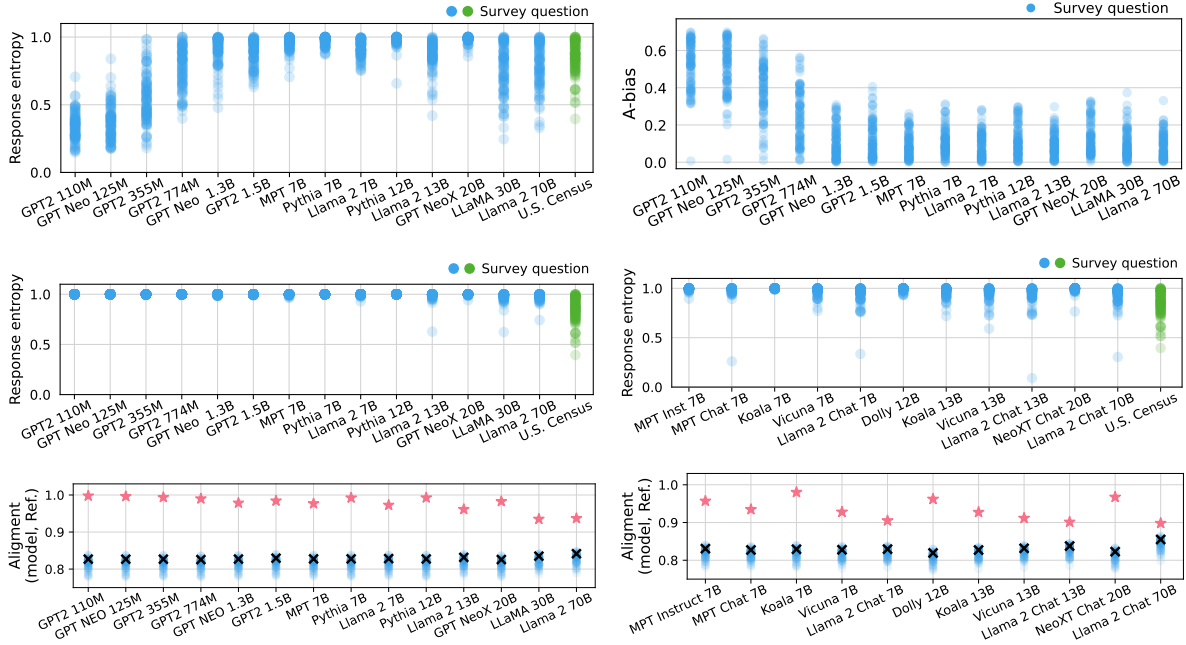 Survey question
Response entropy
1.0
0.5
0.0
GPT2 110M
GPT Neo 125M
GPT2 355M
GPT2 774M
GPT Neo 1.3B
GPT2 1.5B
MPT 7B
Pythia 7B
Llama 2 7B
Pythia 12B
Llama 2 13B
GPT NeoX 20B
LLaMA 30B
Llama 2 70B
U.S. Census
Survey question
A-bias
0.6
0.4
0.2
0.0
GPT2 110M
GPT Neo 125M
GPT2 355M
GPT2 774M
GPT Neo 1.3B
GPT2 1.5B
MPT 7B
Pythia 7B
Llama 2 7B
Pythia 12B
Llama 2 13B
GPT NeoX 20B
LLaMA 30B
Llama 2 70B
Survey question
Response entropy
1.0
0.5
0.0
GPT2 110M
GPT Neo 125M
GPT2 355M
GPT2 774M
GPT Neo 1.3B
GPT2 1.5B
MPT 7B
Pythia 7B
Llama 2 7B
Pythia 12B
Llama 2 13B
GPT NeoX 20B
LLaMA 30B
Llama 2 70B
U.S. Census
Survey question
Response entropy
1.0
0.5
0.0
MPT Inst 7B
MPT Chat 7B
Koala 7B
Vicuna 7B
Llama 2 Chat 7B
Dolly 12B
Koala 13B
Vicuna 13B
Llama 2 Chat 13B
NeoXT Chat 20B
Llama 2 Chat 70B
U.S. Census
Alignment
(model, Ref.)
1.0
0.9
0.8
GPT2 110M
GPT NEO 125M
GPT2 355M
GPT2 774M
GPT NEO 1.3B
GPT2 1.5B
MPT 7B
Pythia 7B
Llama 2 7B
Pythia 12B
Llama 2 13B
GPT NeoX 20B
LLaMA 30B
Llama 2 70B
Alignment
(model, Ref.)
1.0
0.9
0.8
MPT Instruct 7B
MPT Chat 7B
Koala 7B
Vicuna 7B
Llama 2 Chat 7B
Dolly 12B
Koala 13B
Vicuna 13B
Llama 2 Chat 13B
NeoXT Chat 20B
Llama 2 Chat 70B